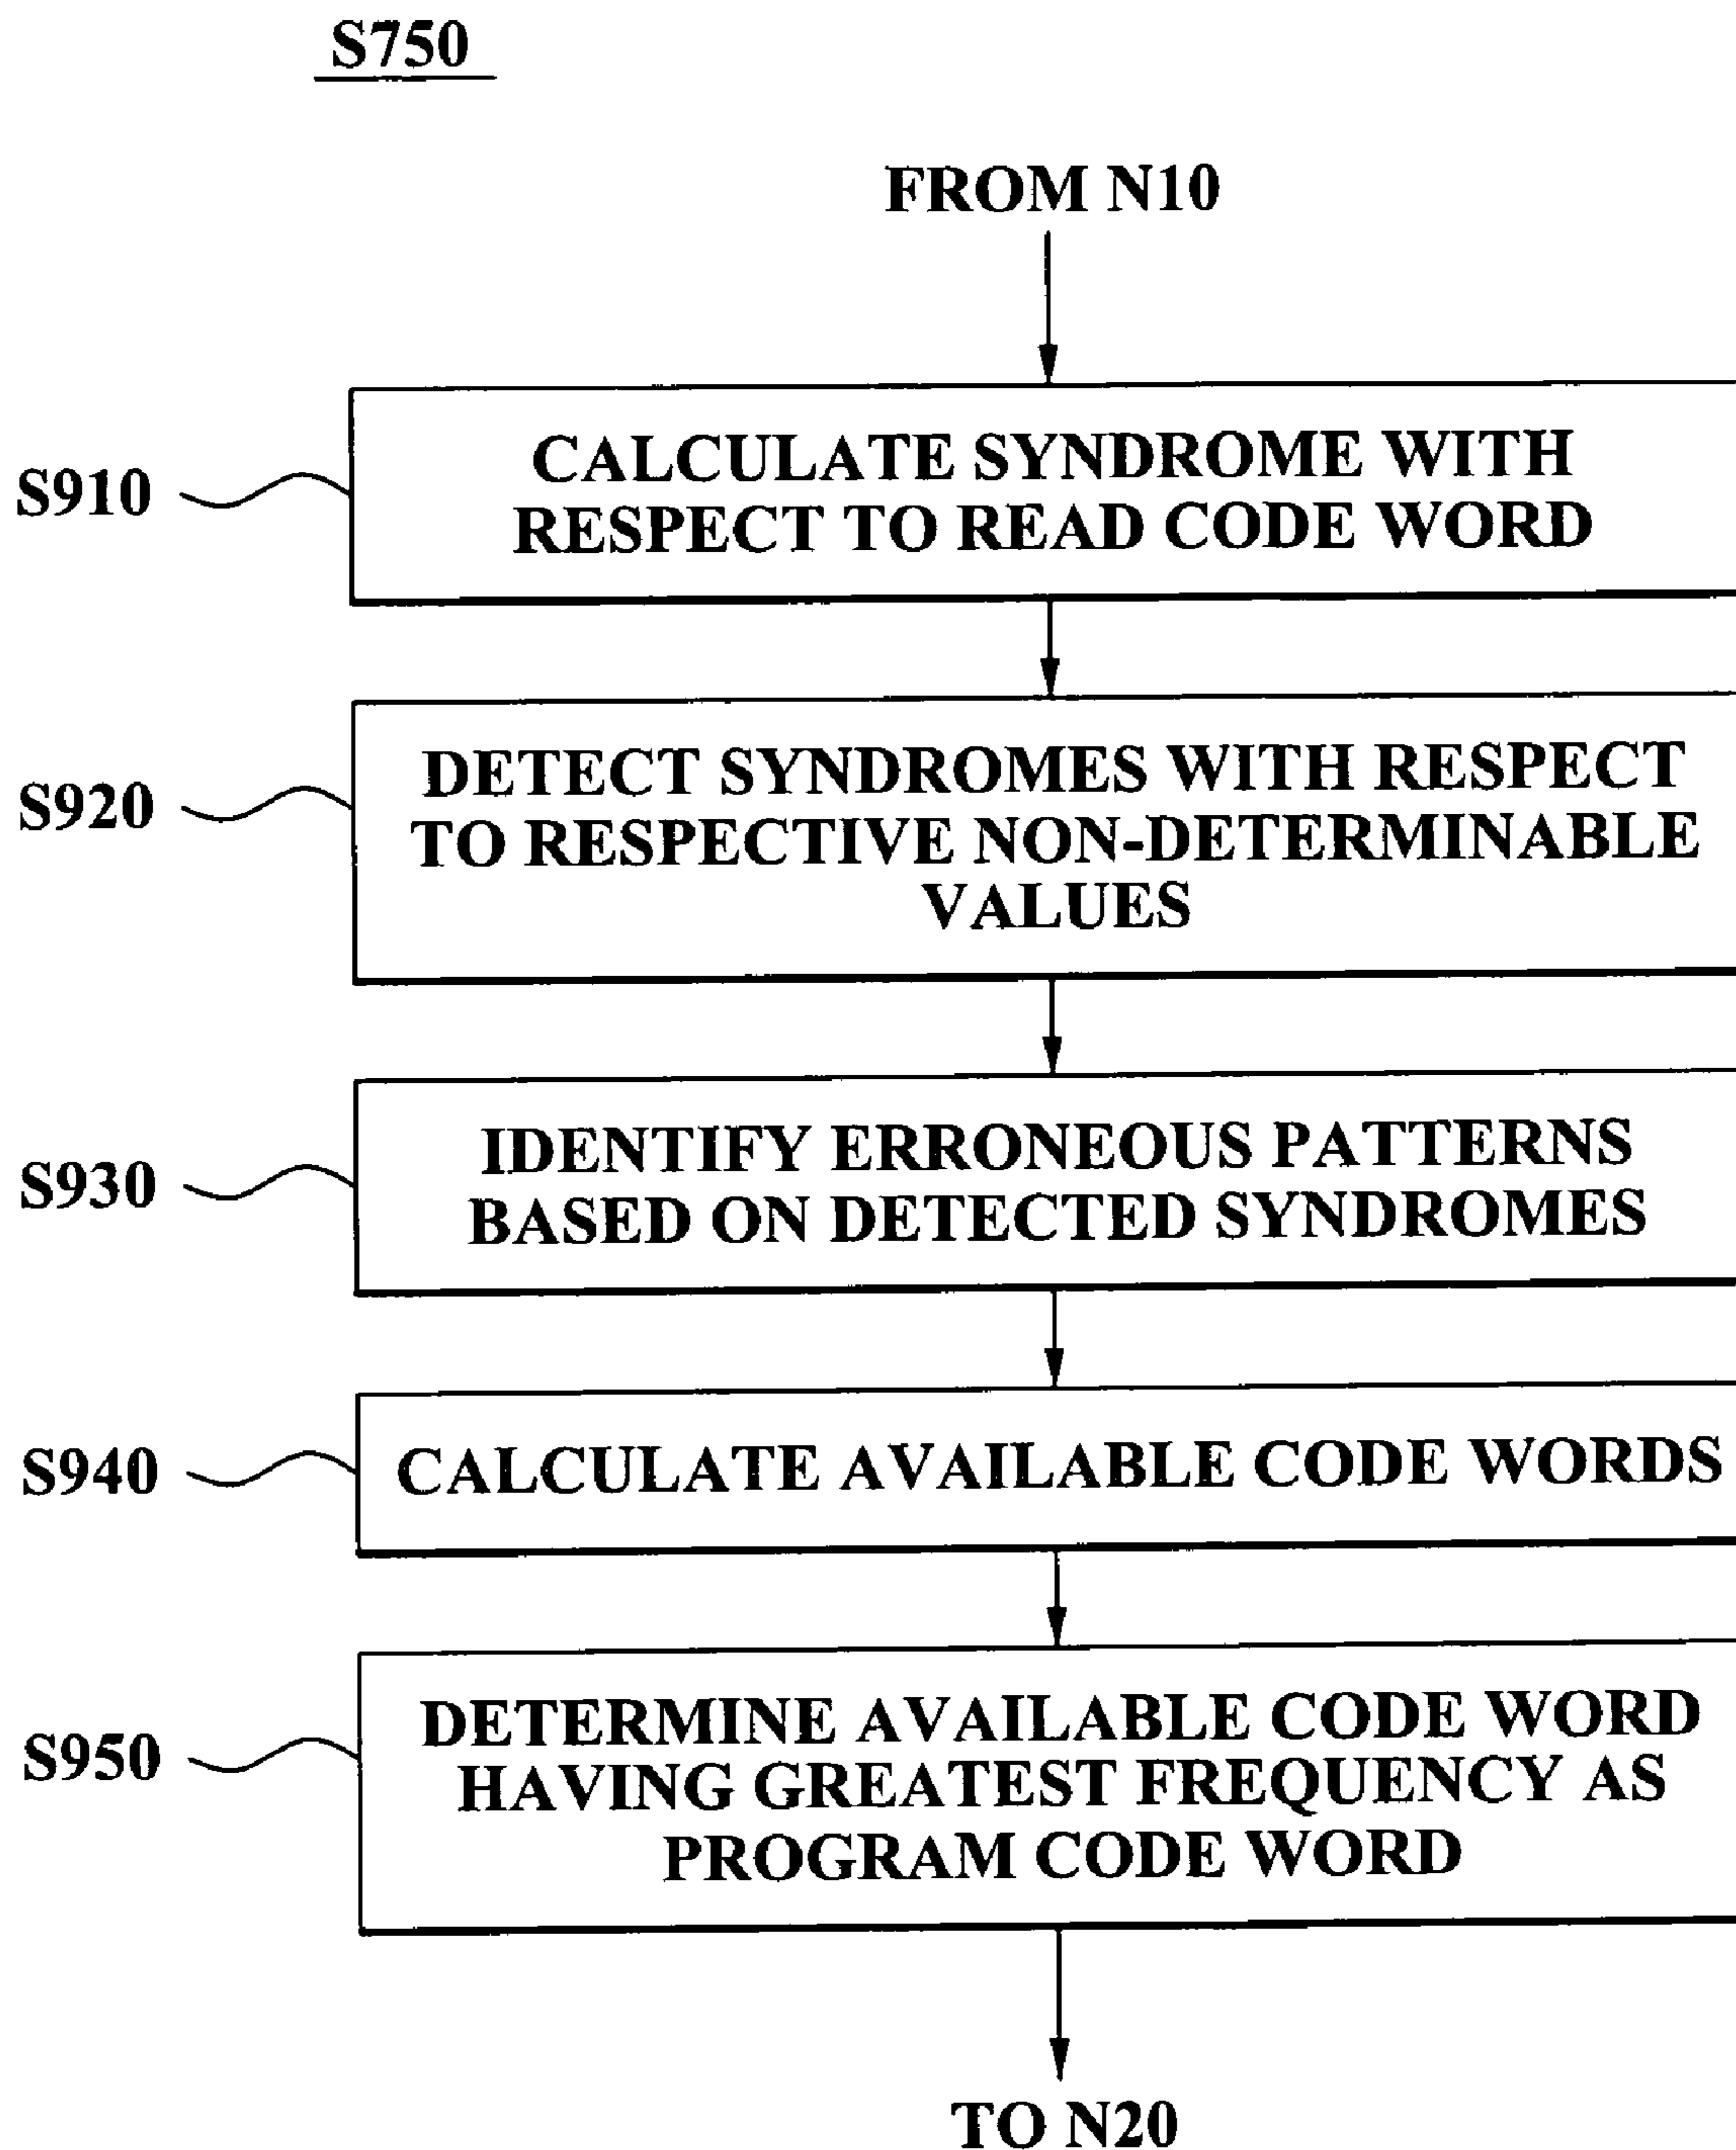 S750
FROM N10
S910
CALCULATE SYNDROME WITH
RESPECT TO READ CODE WORD
S920
DETECT SYNDROMES WITH RESPECT
TO RESPECTIVE NON-DETERMINABLE
VALUES
S930
IDENTIFY ERRONEOUS PATTERNS
BASED ON DETECTED SYNDROMES
S940
CALCULATE AVAILABLE CODE WORDS
S950
DETERMINE AVAILABLE CODE WORD
HAVING GREATEST FREQUENCY AS
PROGRAM CODE WORD
TO N20